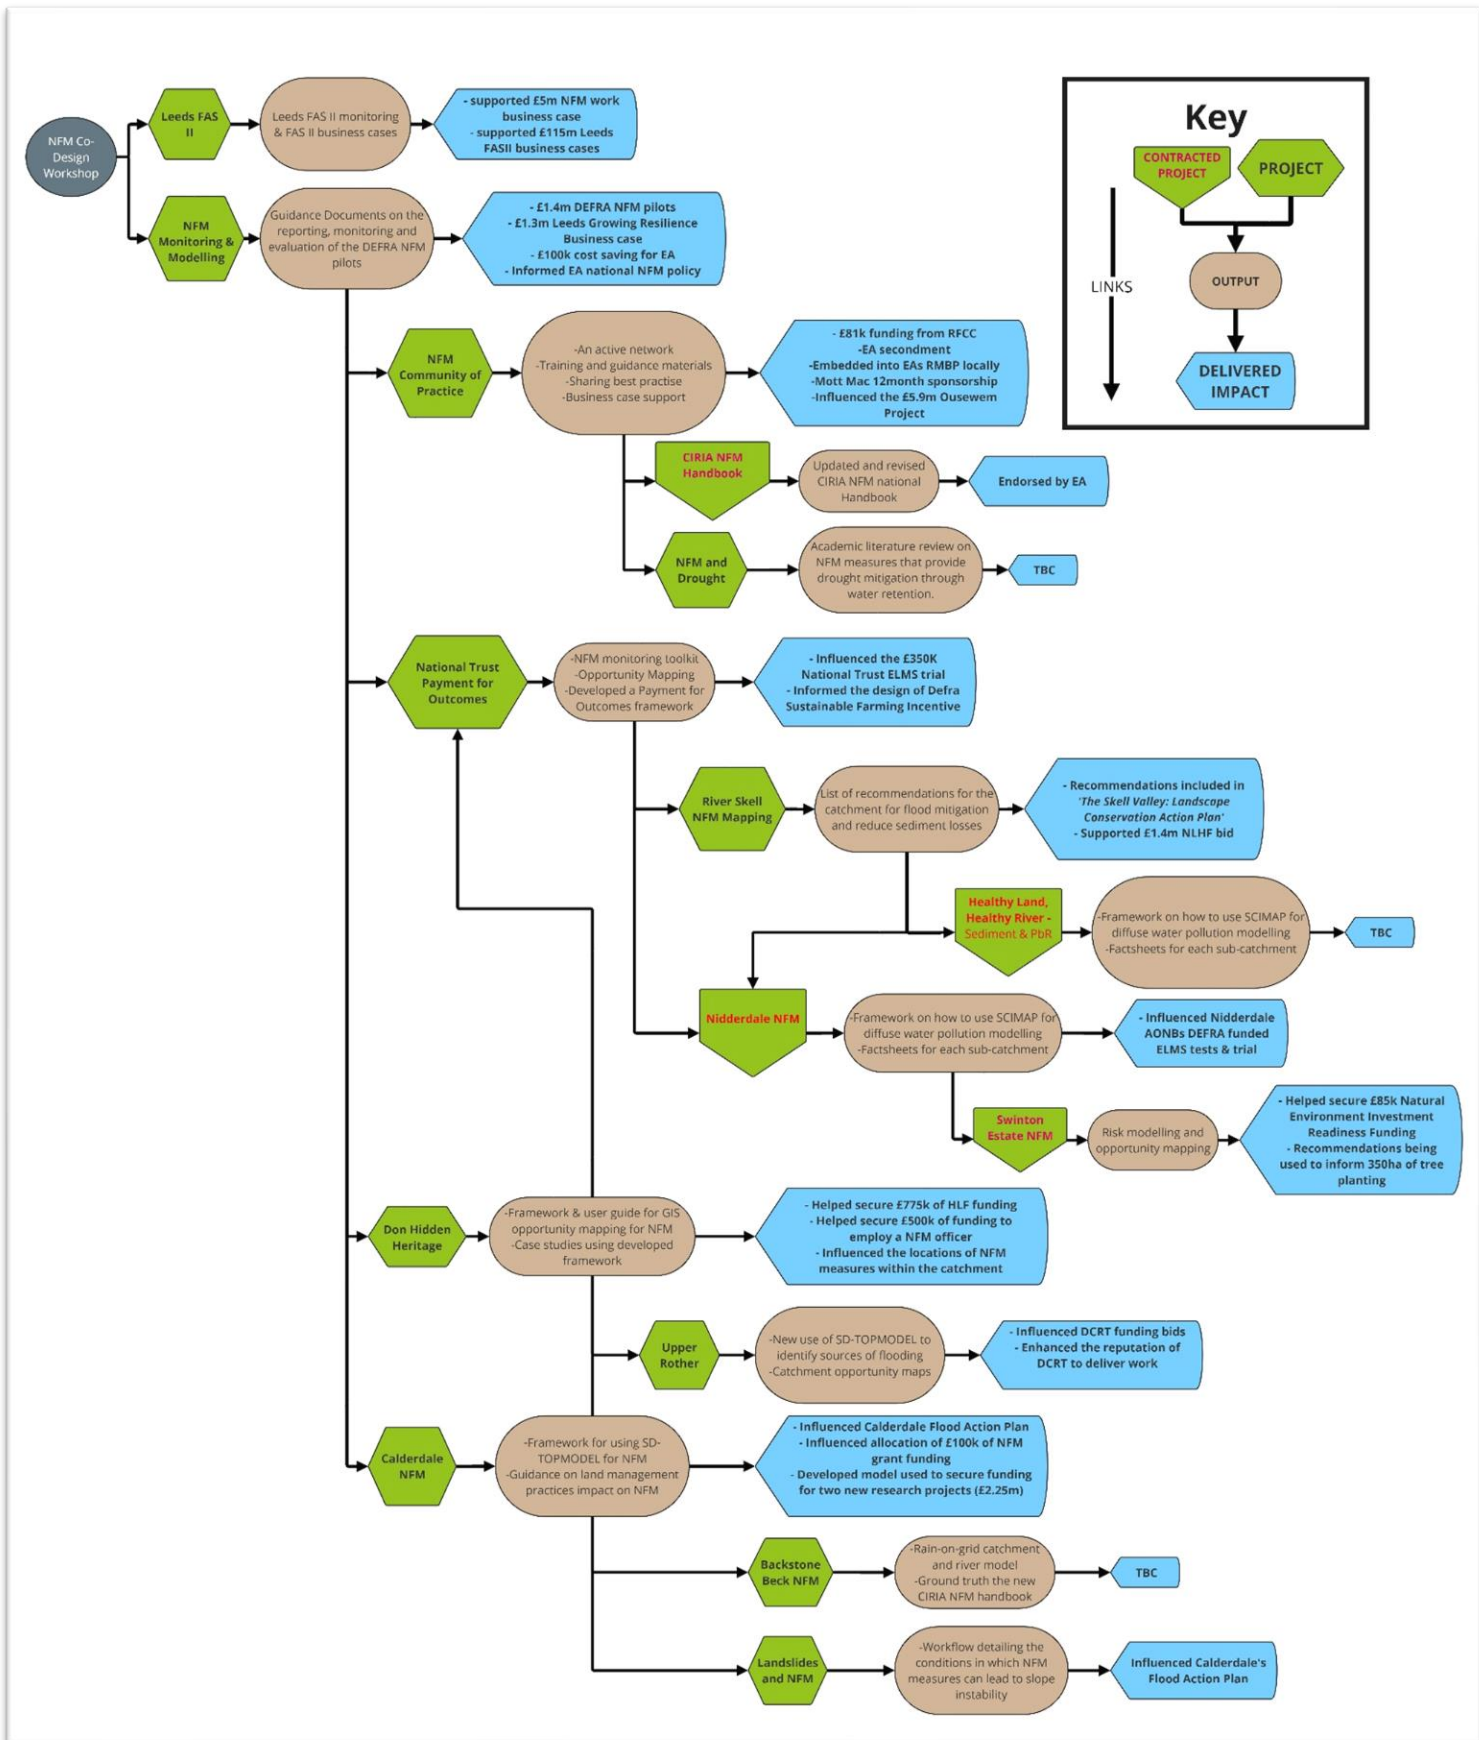 Key
CONTRACTED
PROJECT
PROJECT
LINKS
OUTPUT
DELIVERED
IMPACT
NFM Co-
Design
Workshop
Leeds FAS
II
Leeds FAS II monitoring
& FAS II business cases
- supported £5m NFM work
business case
- supported £115m Leeds
FASII business cases
NFM
Monitoring &
Modelling
Guidance Documents on the
reporting, monitoring and
evaluation of the DEFRA NFM
pilots
- £1.4m DEFRA NFM pilots
- £1.3m Leeds Growing Resilience
Business case
- £100k cost saving for EA
- Informed EA national NFM policy
NFM
Community of
Practice
-An active network
-Training and guidance materials
-Sharing best practise
-Business case support
- £81k funding from RFCC
-EA secondment
-Embedded into EAs RMBP locally
-Mott Mac 12month sponsorship
-Influenced the £5.9m Ousewem
Project
CIRIA NFM
Handbook
Updated and revised
CIRIA NFM national
Handbook
Endorsed by EA
NFM and
Drought
Academic literature review on
NFM measures that provide
drought mitigation through
water retention.
TBC
National Trust
Payment for
Outcomes
-NFM monitoring toolkit
-Opportunity Mapping
-Developed a Payment for
Outcomes framework
- Influenced the £350K
National Trust ELMS trial
- Informed the design of Defra
Sustainable Farming Incentive
River Skell
NFM Mapping
List of recommendations for the
catchment for flood mitigation
and reduce sediment losses
- Recommendations included in
'The Skell Valley: Landscape
Conservation Action Plan'
- Supported £1.4m NLHF bid
Healthy Land,
Healthy River -
Sediment & PbR
-Framework on how to use SCIMAP for
diffuse water pollution modelling
-Factsheets for each sub-catchment
TBC
Nidderdale NFM
-Framework on how to use SCIMAP for
diffuse water pollution modelling
-Factsheets for each sub-catchment
- Influenced Nidderdale
AONBs DEFRA funded
ELMS tests & trial
Swinton
Estate NFM
Risk modelling and
opportunity mapping
- Helped secure £85k Natural
Environment Investment
Readiness Funding
- Recommendations being
used to inform 350ha of tree
planting
Don Hidden
Heritage
-Framework & user guide for GIS
opportunity mapping for NFM
-Case studies using developed
framework
- Helped secure £775k of HLF funding
- Helped secure £500k of funding to
employ a NFM officer
- Influenced the locations of NFM
measures within the catchment
Upper
Rother
-New use of SD-TOPMODEL to
identify sources of flooding
-Catchment opportunity maps
- Influenced DCRT funding bids
- Enhanced the reputation of
DCRT to deliver work
Calderdale
NFM
-Framework for using SD-
TOPMODEL for NFM
-Guidance on land management
practices impact on NFM
- Influenced Calderdale Flood Action Plan
- Influenced allocation of £100k of NFM
grant funding
- Developed model used to secure funding
for two new research projects (£2.25m)
Backstone
Beck NFM
-Rain-on-grid catchment
and river model
-Ground truth the new
CIRIA NFM handbook
TBC
Landslides
and NFM
-Workflow detailing the
conditions in which NFM
measures can lead to slope
instability
Influenced Calderdale's
Flood Action Plan